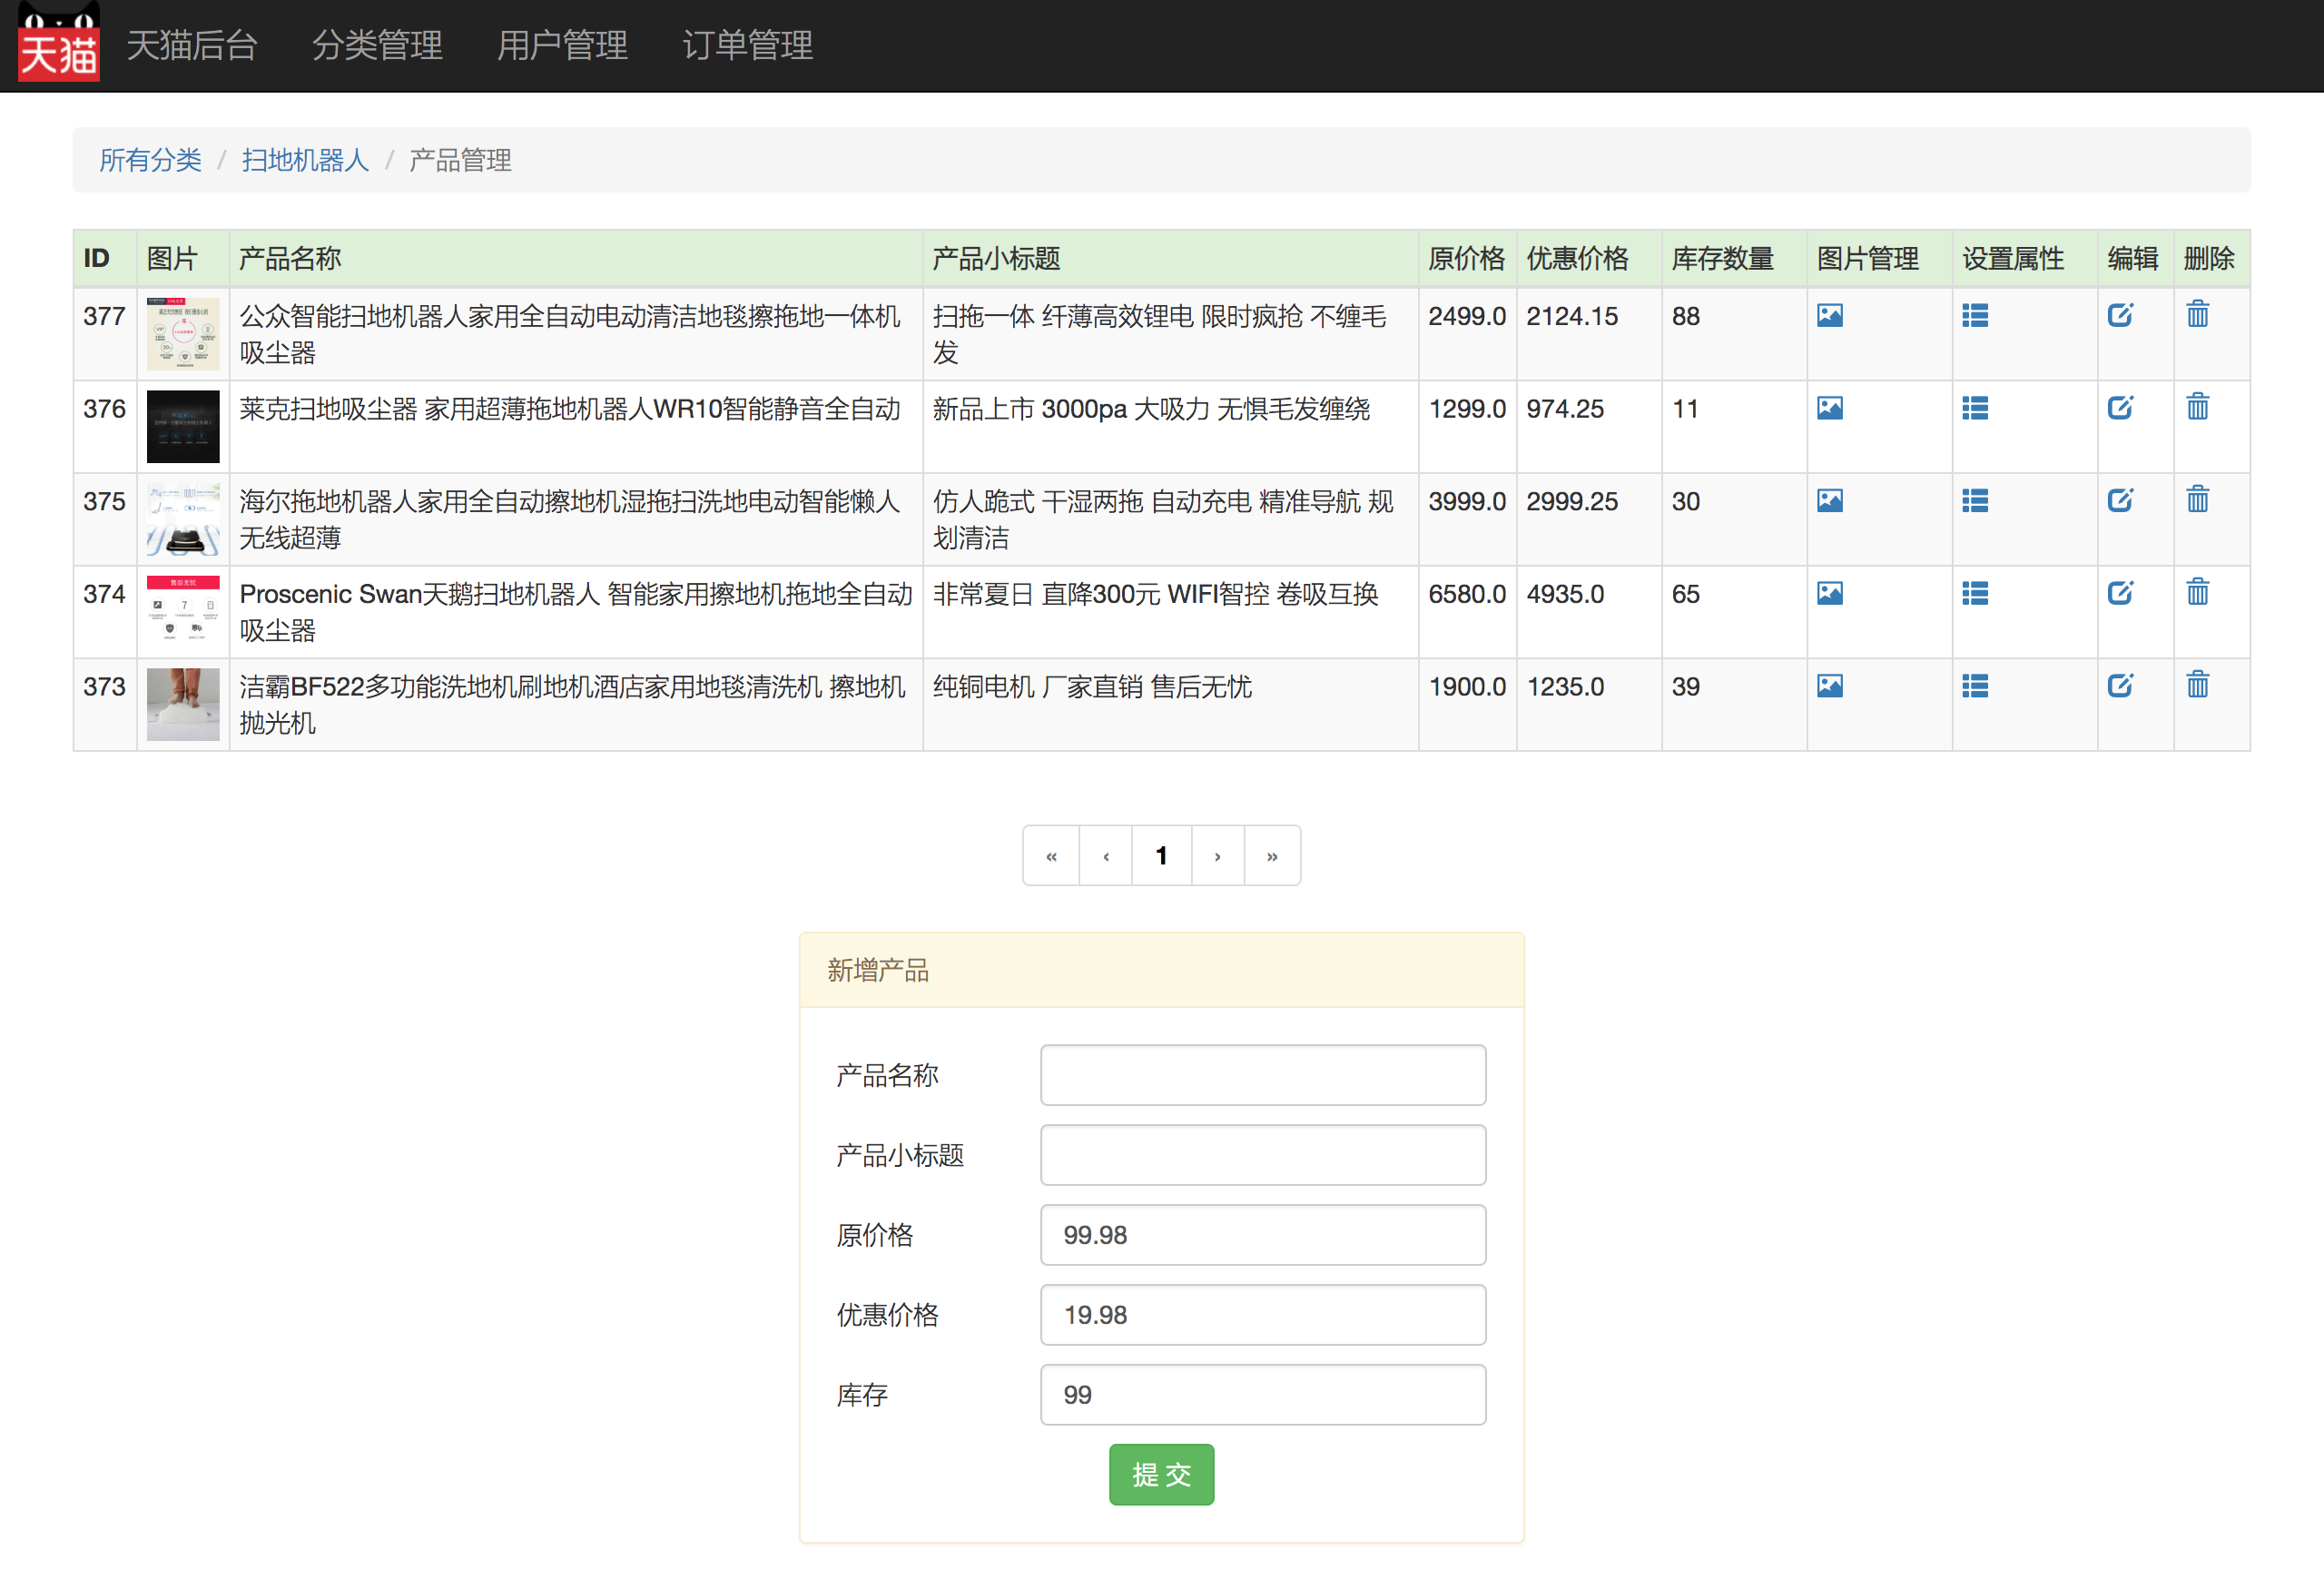 天猫 天猫后台 分类管理 用户管理 订单管理
所有分类 / 扫地机器人 / 产品管理
ID 图片 产品名称 产品小标题 原价格 优惠价格 库存数量 图片管理 设置属性 编辑 删除
377 公众智能扫地机器人家用全自动电动清洁地毯擦拖地一体机 扫拖一体 纤薄高效锂电 限时疯抢 不缠毛 2499.0 2124.15 88
吸尘器 发
376 莱克扫地吸尘器 家用超薄拖地机器人WR10智能静音全自动 新品上市 3000pa 大吸力 无惧毛发缠绕 1299.0 974.25 11
375 海尔拖地机器人家用全自动擦地机湿拖扫洗地电动智能懒人 仿人跪式 干湿两拖 自动充电 精准导航 规 3999.0 2999.25 30
无线超薄 划清洁
售后无忧
374 Proscenic Swan天鹅扫地机器人 智能家用擦地机拖地全自动 非常夏日 直降300元 WIFI智控 卷吸互换 6580.0 4935.0 65
吸尘器
373 洁霸BF522多功能洗地机刷地机酒店家用地毯清洗机 擦地机 纯铜电机 厂家直销 售后无忧 1900.0 1235.0 39
抛光机
« ‹ 1 › »
新增产品
产品名称
产品小标题
原价格 99.98
优惠价格 19.98
库存 99
提 交